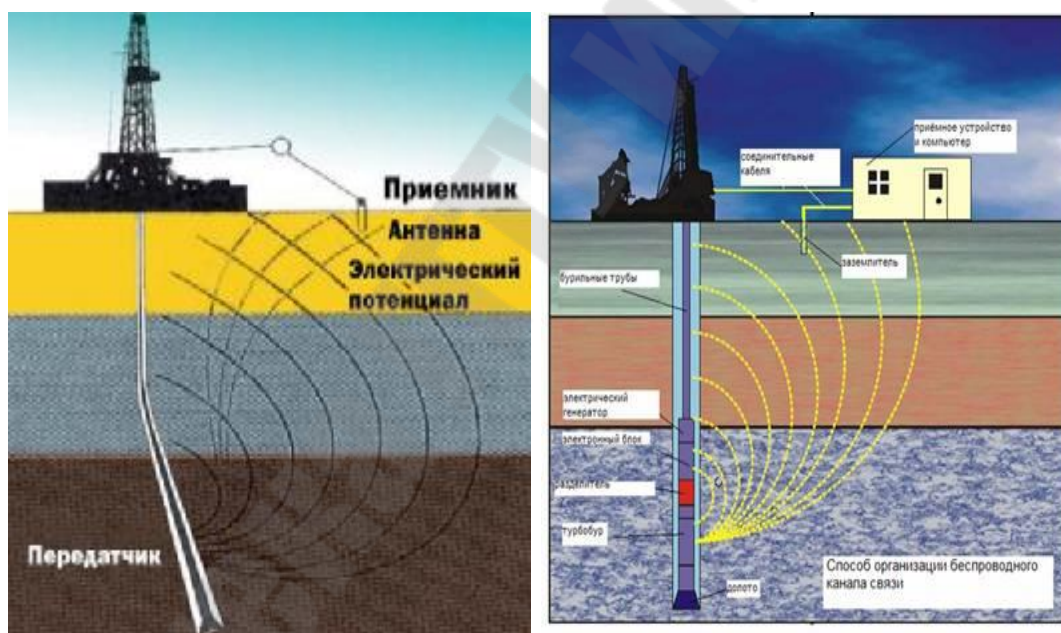 Приемник
Антенна
Электрический
потенциал
Передатчик
приёмное устройство
и компьютер
соединительные
кабеля
заземлитель
бурильные трубы
электрический
генератор
электронный блок
разделитель
турбобур
долото
Способ организации беспроводного
канала связи